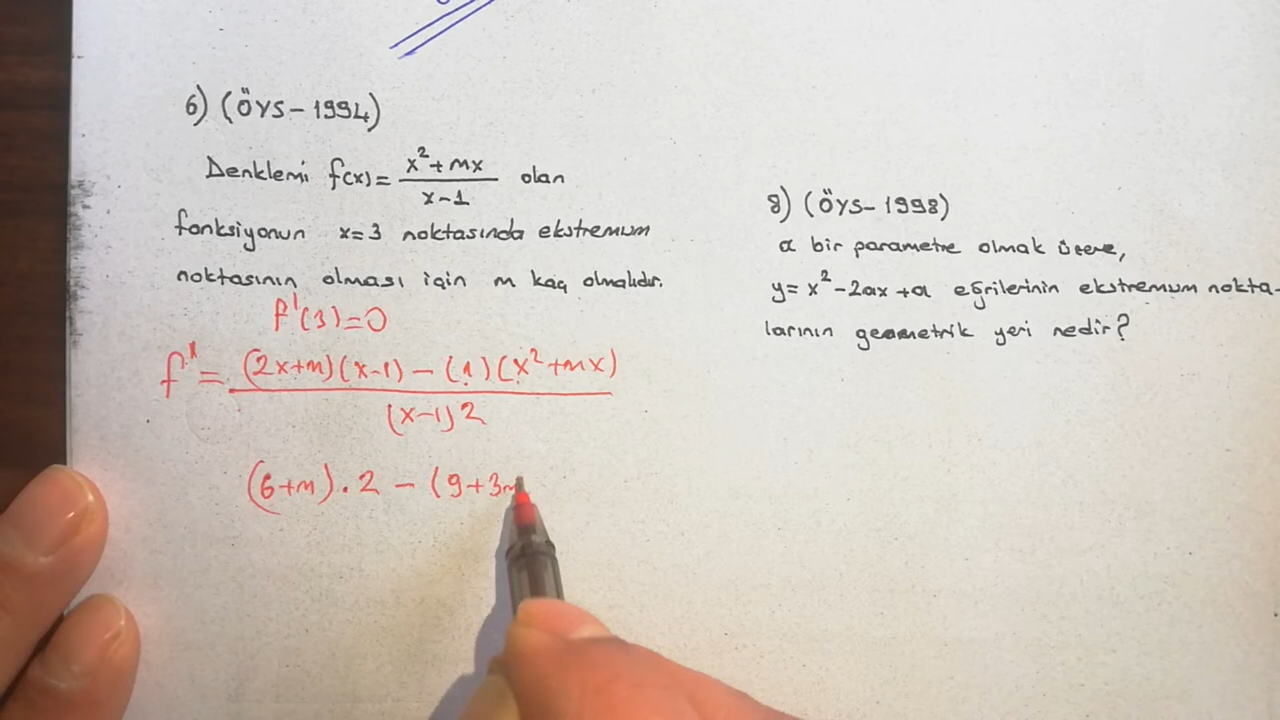 6) (ÖYS-1994)
Denklemi f(x)= x²+mx / x-1 olan
fonksiyonun x=3 noktasında ekstremum
noktasının olması için m kaç olmalıdır.
f'(3)=0
f' = (2x+m)(x-1) - (1)(x²+mx) / (x-1)2
(6+m).2 - (9+3m
8) (ÖYS-1998)
a bir parametre olmak üzere,
y=x²-2ax+a eğrilerinin ekstremum nokta-
larının geometrik yeri nedir?